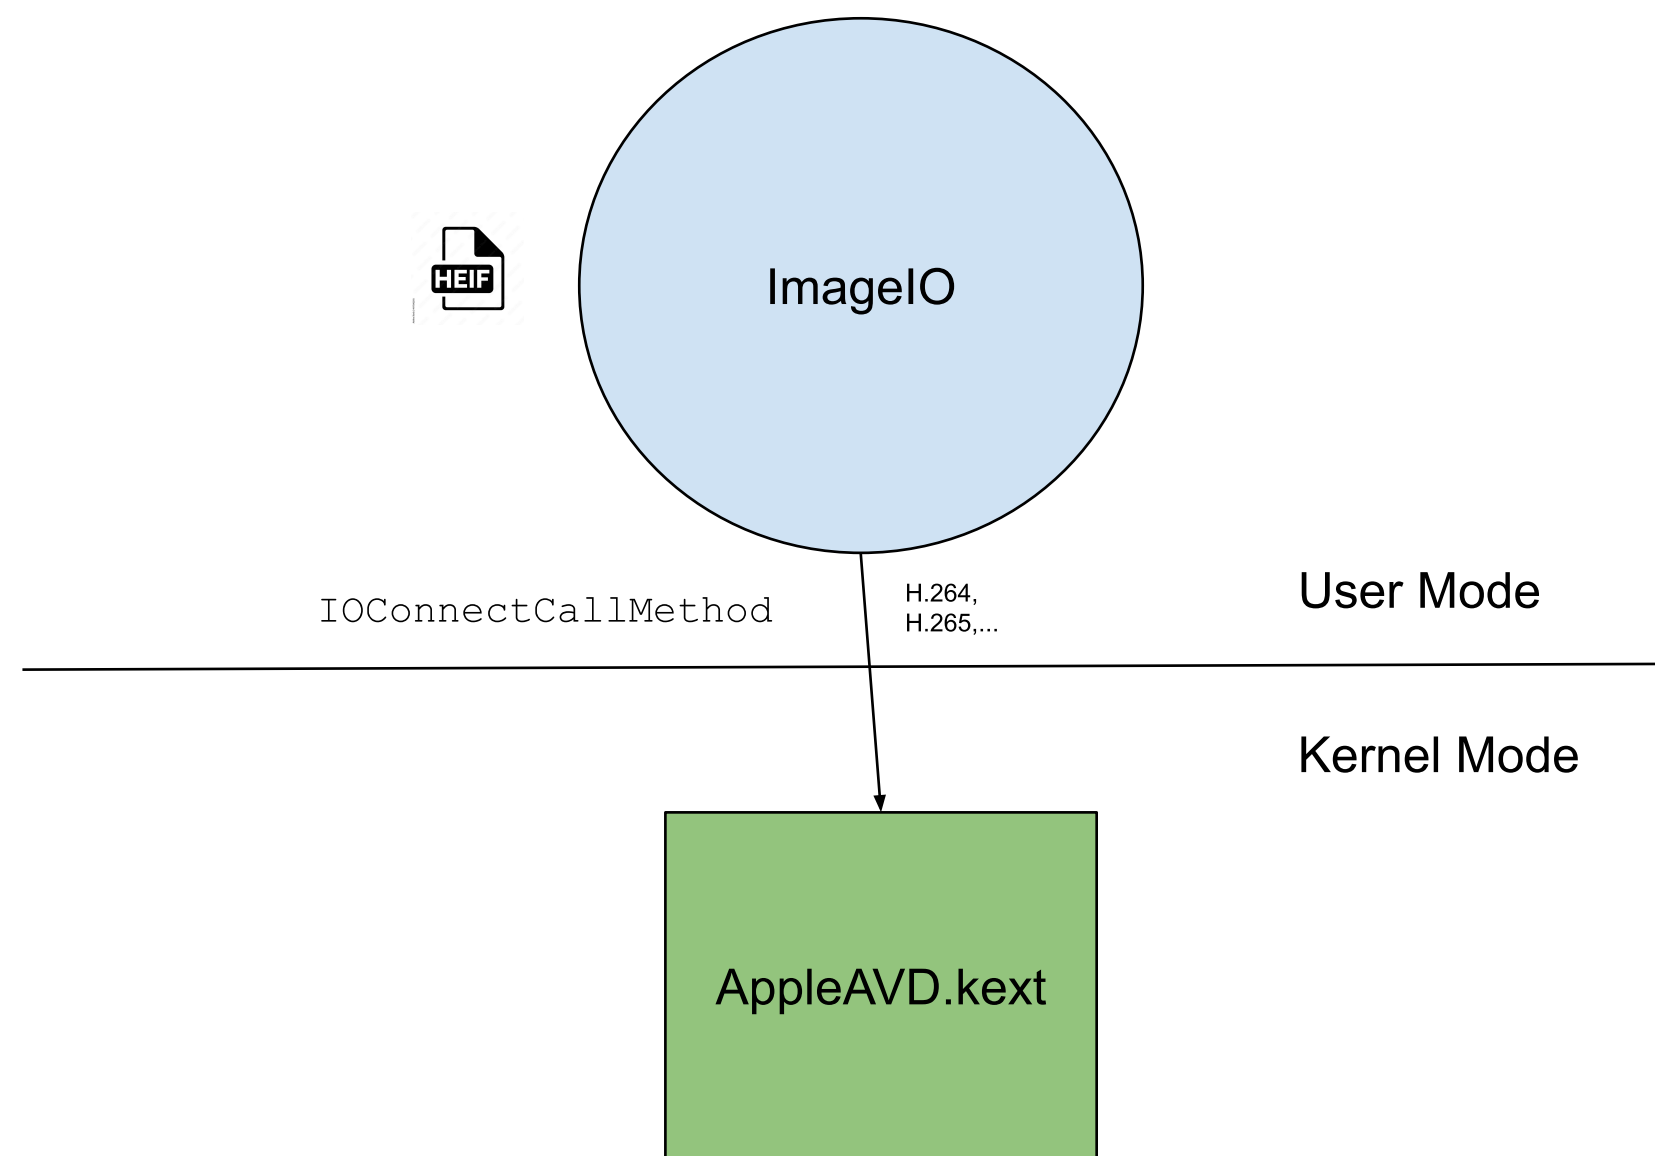 HEIF
ImageIO
IOConnectCallMethod
H.264,
H.265,...
User Mode
Kernel Mode
AppleAVD.kext